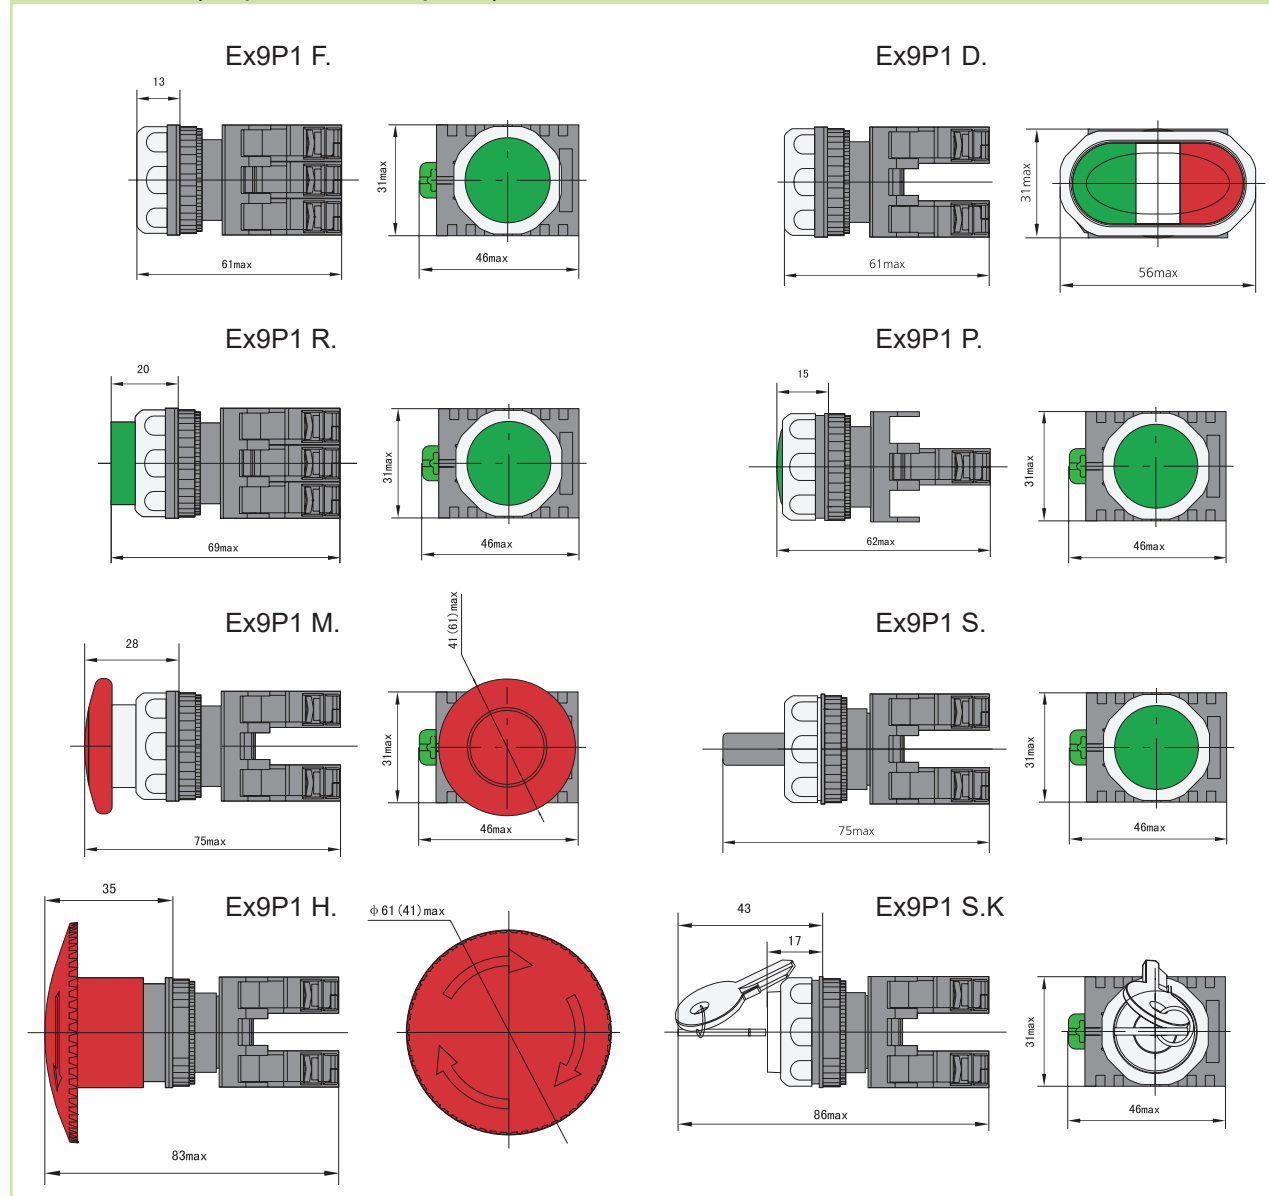 Ex9P1 F.
13
61max
31max
46max
Ex9P1 D.
61max
31max
56max
Ex9P1 R.
20
69max
31max
46max
Ex9P1 P.
15
62max
31max
46max
Ex9P1 M.
28
75max
31max
41(61)max
46max
Ex9P1 S.
75max
31max
46max
Ex9P1 H.
35
83max
ϕ61(41)max
Ex9P1 S.K
43
17
86max
31max
46max